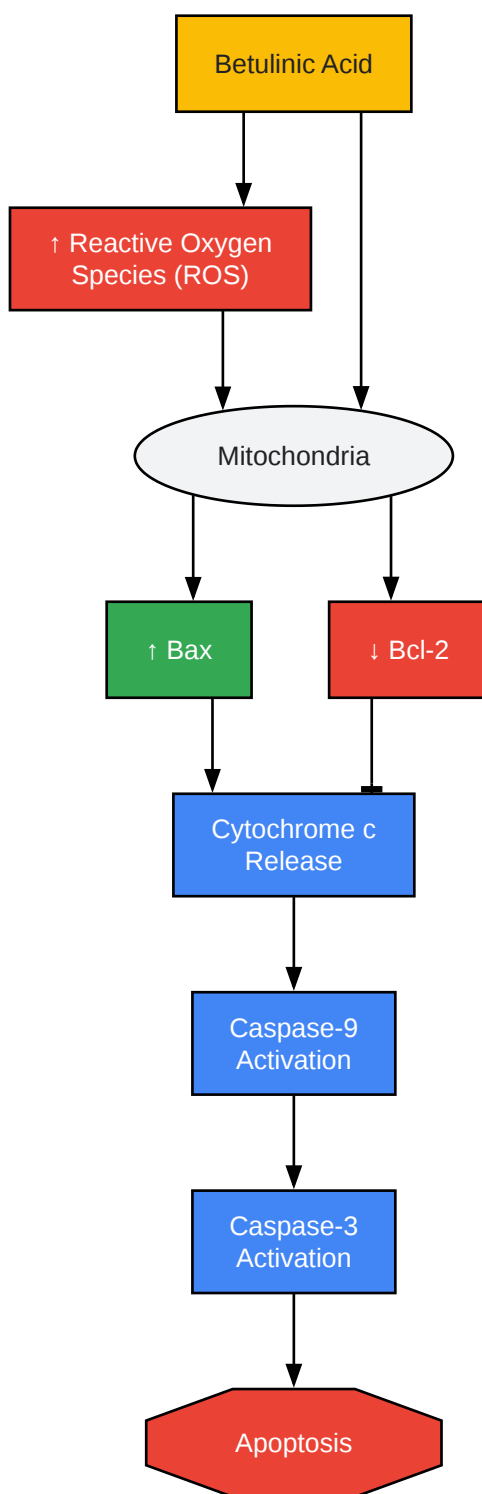 Betulinic Acid
↑ Reactive Oxygen
Species (ROS)
Mitochondria
↑ Bax
↓ Bcl-2
Cytochrome c
Release
Caspase-9
Activation
Caspase-3
Activation
Apoptosis